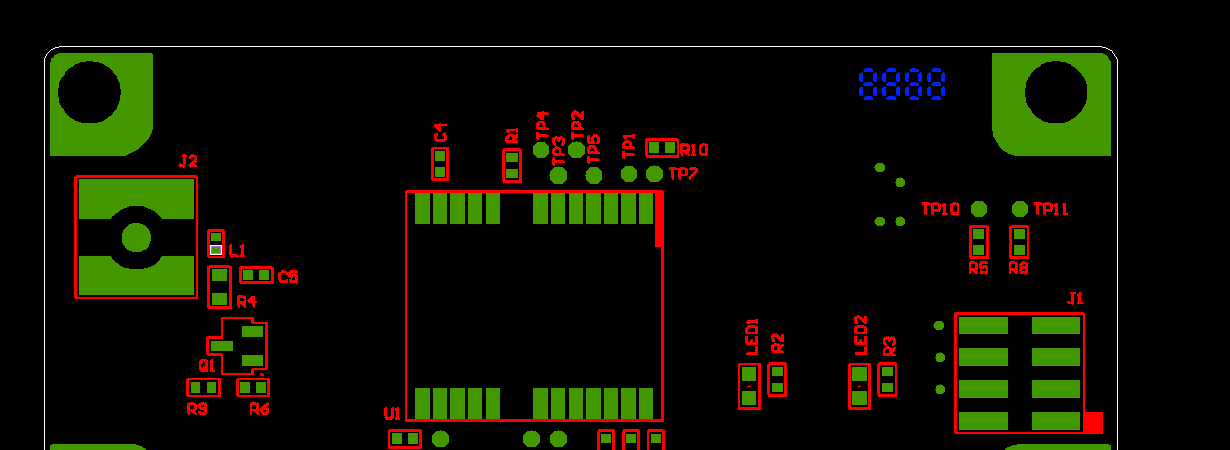 8888
C4
R1
TP4
TP2
TP3
TP5
TP1
R10
TP7
J2
TP10
TP11
L1
R5
R8
R4
J1
LED1
R2
LED2
R3
Q1
R9
R6
U1